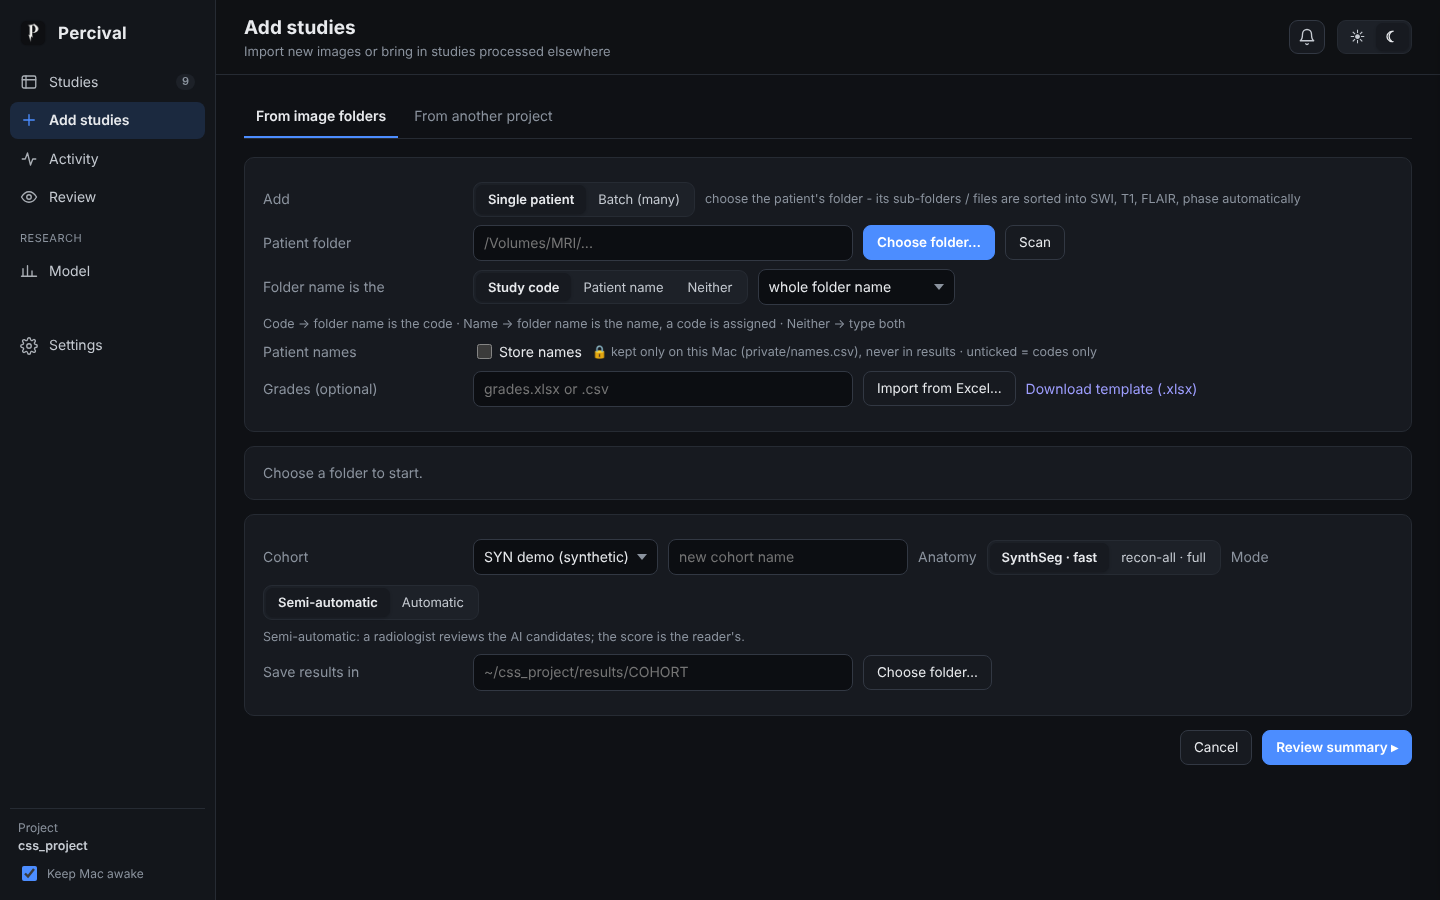 Percival
Studies 9
Add studies
Activity
Review
RESEARCH
Model
Settings
Project
css_project
Keep Mac awake
Add studies
Import new images or bring in studies processed elsewhere
From image folders From another project
Add Single patient Batch (many) choose the patient's folder - its sub-folders / files are sorted into SWI, T1, FLAIR, phase automatically
Patient folder /Volumes/MRI/... Choose folder... Scan
Folder name is the Study code Patient name Neither whole folder name
Code → folder name is the code · Name → folder name is the name, a code is assigned · Neither → type both
Patient names Store names 🔒 kept only on this Mac (private/names.csv), never in results · unticked = codes only
Grades (optional) grades.xlsx or .csv Import from Excel... Download template (.xlsx)
Choose a folder to start.
Cohort SYN demo (synthetic) new cohort name Anatomy SynthSeg · fast recon-all · full Mode
Semi-automatic Automatic
Semi-automatic: a radiologist reviews the AI candidates; the score is the reader's.
Save results in ~/css_project/results/COHORT Choose folder...
Cancel Review summary ▸